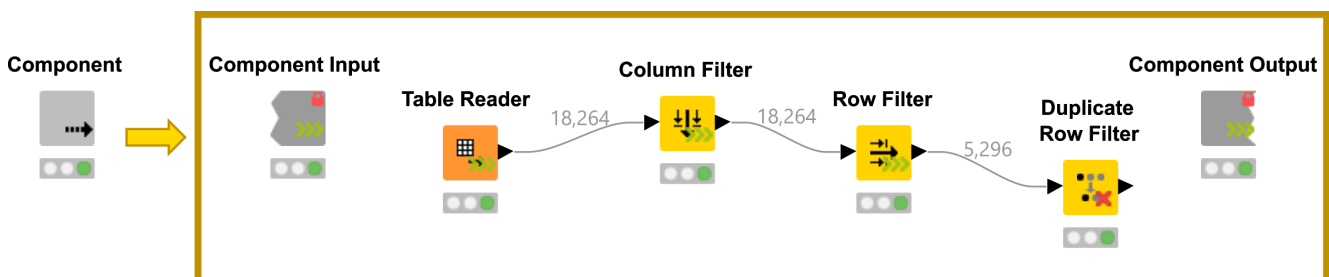 Component
Component Input
Table Reader
18,264
Column Filter
18,264
Row Filter
5,296
Duplicate
Row Filter
Component Output